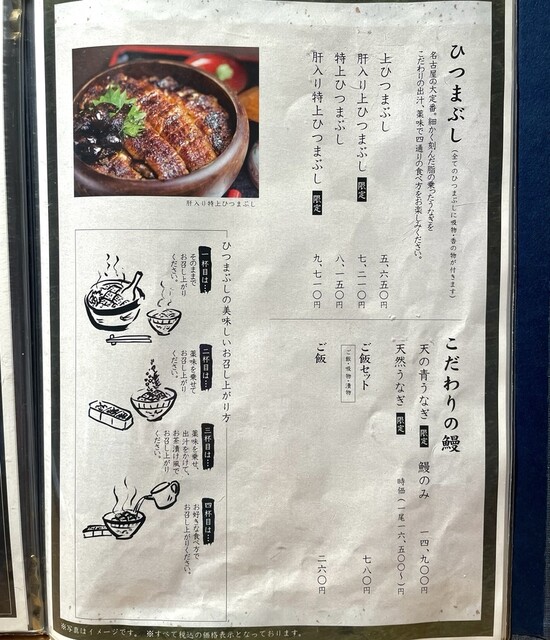 ひつまぶし（全てのひつまぶしに吸物・香の物が付きます）
名古屋の大定番。細かく刻んだ脂の乗ったうなぎを
こだわりの出汁、薬味で四通りの食べ方をお楽しみください。
上ひつまぶし 五、六五〇円
肝入り上ひつまぶし 限定 七、二一〇円
特上ひつまぶし 八、一五〇円
肝入り特上ひつまぶし 限定 九、七一〇円
肝入り特上ひつまぶし
こだわりの鰻
天の青うなぎ 限定 鰻のみ 一四、九〇〇円
天然うなぎ 限定 時価（一尾一六、五〇〇〜）円
ご飯セット 七八〇円
ご飯・吸物・漬物
ご飯 二六〇円
ひつまぶしの美味しいお召し上がり方
一杯目は…
そのままで
お召し上がり
ください。
二杯目は…
薬味を乗せて
お召し上がり
ください。
三杯目は…
薬味を乗せ、
出汁をかけて、
お茶漬け風で
お召し上がり
ください。
四杯目は…
お好きな食べ方で
お召し上がりください。
※写真はイメージです。 ※すべて税込の価格表示となっております。